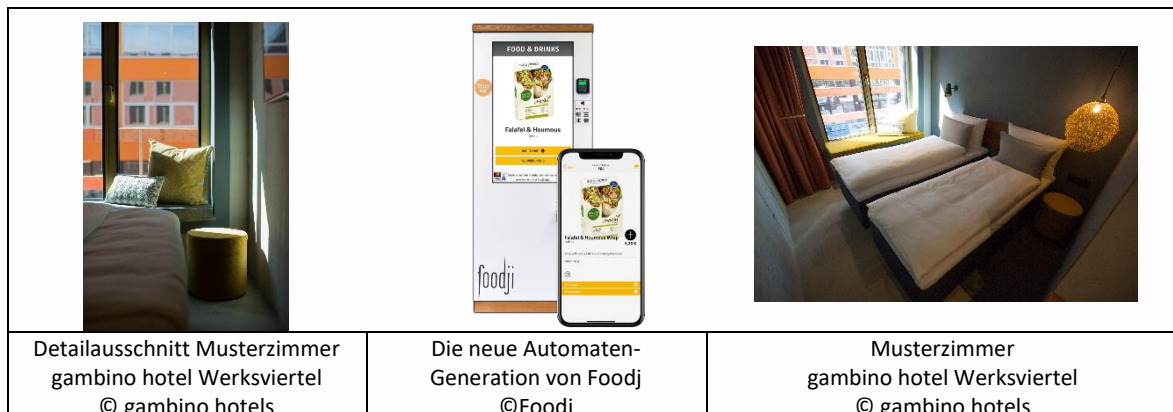 FOOD & DRINKS
Falafel & Houmous
foodji
Falafel & Houmous Wrap
Detailausschnitt Musterzimmer
gambino hotel Werksviertel
© gambino hotels
Die neue Automaten-
Generation von Foodj
©Foodj
Musterzimmer
gambino hotel Werksviertel
© gambino hotels